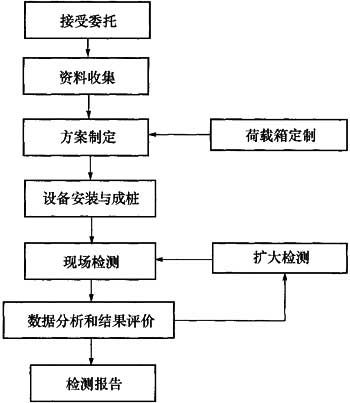 接受委托
资料收集
方案制定
荷载箱定制
设备安装与成桩
现场检测
扩大检测
数据分析和结果评价
检测报告